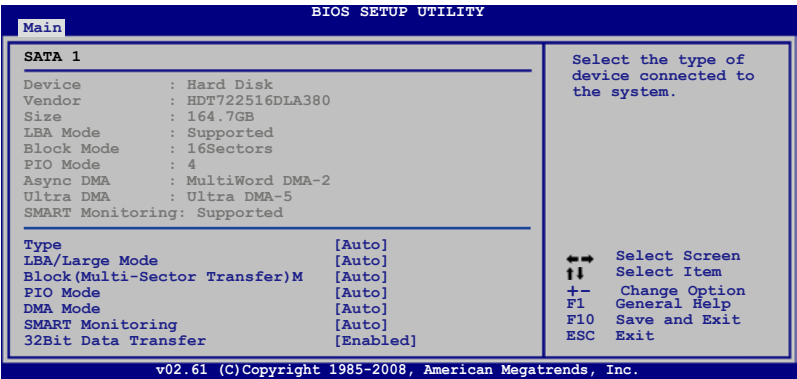 BIOS SETUP UTILITY
Main
SATA 1
Device : Hard Disk
Vendor : HDT722516DLA380
Size : 164.7GB
LBA Mode : Supported
Block Mode : 16Sectors
PIO Mode : 4
Async DMA : MultiWord DMA-2
Ultra DMA : Ultra DMA-5
SMART Monitoring: Supported
Type [Auto]
LBA/Large Mode [Auto]
Block(Multi-Sector Transfer)M [Auto]
PIO Mode [Auto]
DMA Mode [Auto]
SMART Monitoring [Auto]
32Bit Data Transfer [Enabled]
Select the type of
device connected to
the system.
←→ Select Screen
↑↓ Select Item
+- Change Option
F1 General Help
F10 Save and Exit
ESC Exit
v02.61 (C)Copyright 1985-2008, American Megatrends, Inc.